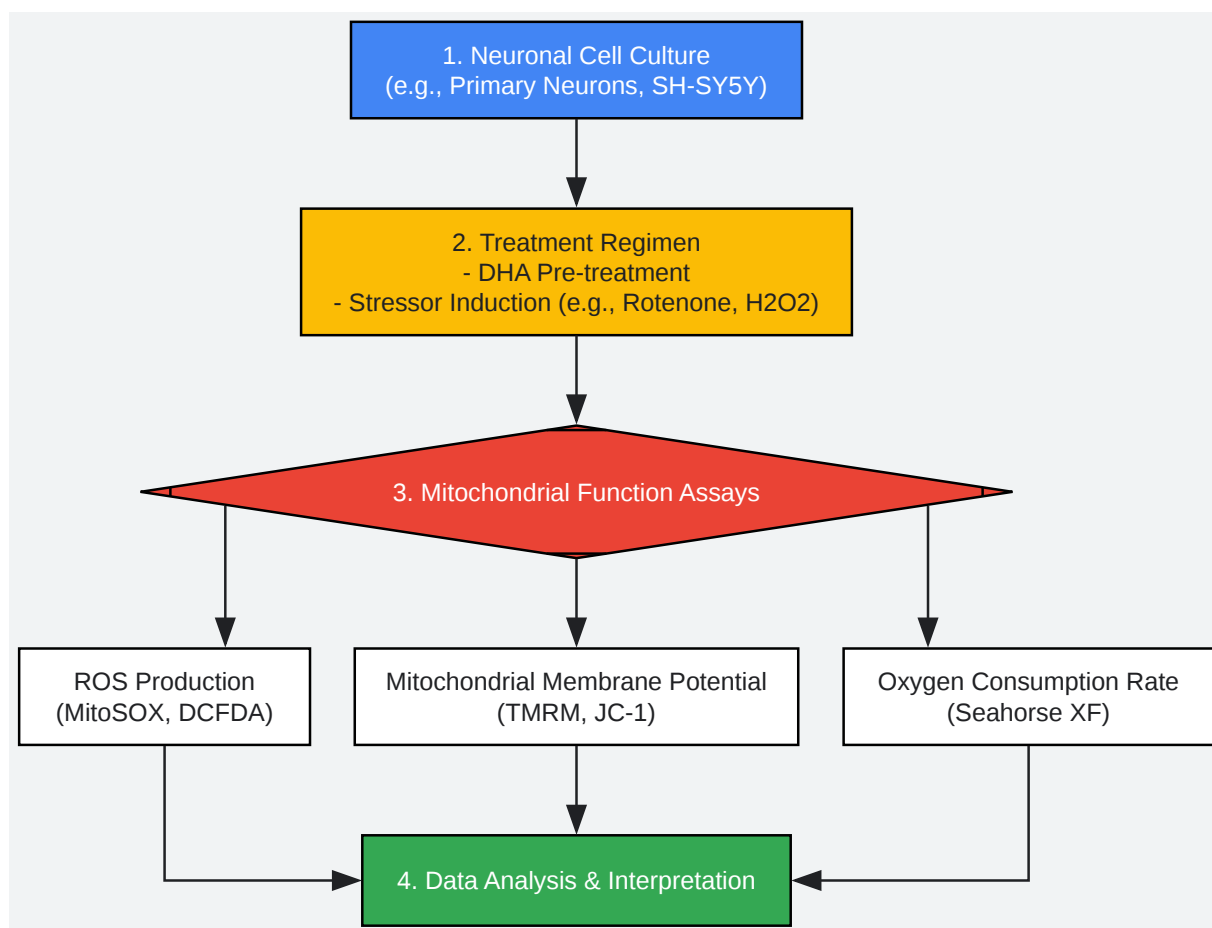 1. Neuronal Cell Culture
(e.g., Primary Neurons, SH-SY5Y)
2. Treatment Regimen
- DHA Pre-treatment
- Stressor Induction (e.g., Rotenone, H2O2)
3. Mitochondrial Function Assays
ROS Production
(MitoSOX, DCFDA)
Mitochondrial Membrane Potential
(TMRM, JC-1)
Oxygen Consumption Rate
(Seahorse XF)
4. Data Analysis & Interpretation